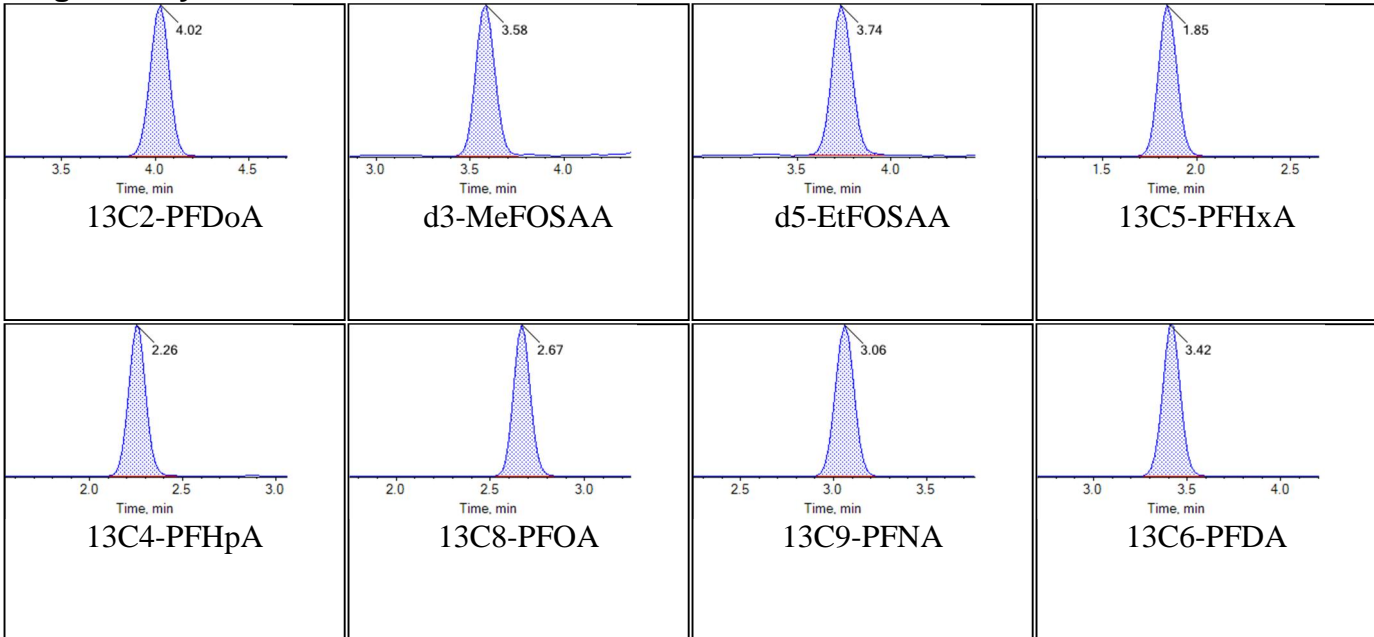 4.02
3.5 4.0 4.5
Time, min
13C2-PFDoA
3.58
3.0 3.5 4.0
Time, min
d3-MeFOSAA
3.74
3.5 4.0
Time, min
d5-EtFOSAA
1.85
1.5 2.0 2.5
Time, min
13C5-PFHxA
2.26
2.0 2.5 3.0
Time, min
13C4-PFHpA
2.67
2.0 2.5 3.0
Time, min
13C8-PFOA
3.06
2.5 3.0 3.5
Time, min
13C9-PFNA
3.42
3.0 3.5 4.0
Time, min
13C6-PFDA